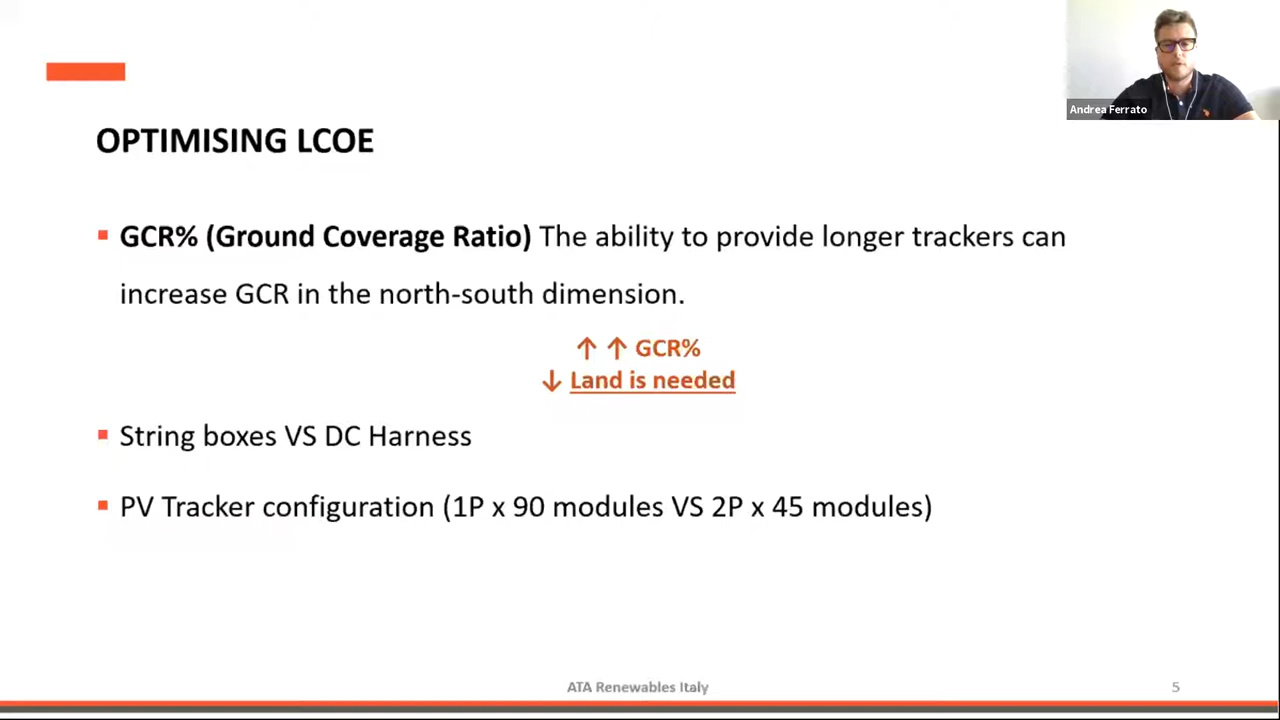 Andrea Ferrato
OPTIMISING LCOE
▪ GCR% (Ground Coverage Ratio) The ability to provide longer trackers can
increase GCR in the north-south dimension.
↑ ↑ GCR%
↓ Land is needed
▪ String boxes VS DC Harness
▪ PV Tracker configuration (1P x 90 modules VS 2P x 45 modules)
ATA Renewables Italy
5